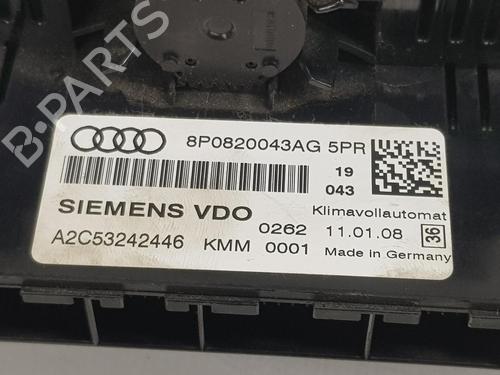 8P0820043AG 5PR
19
043
SIEMENS VDO
0262
Klimavollautomat
11.01.08
36
A2C53242446 KMM 0001 Made in Germany
B-Parts